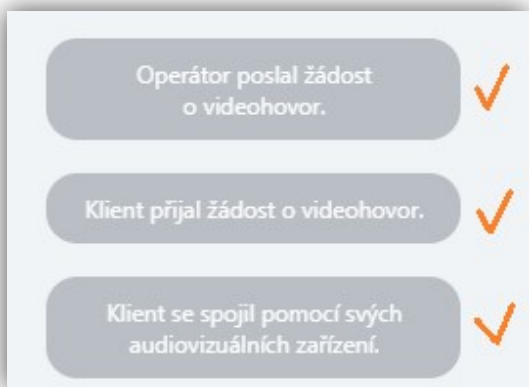 Operátor poslal žádost
o videohovor.
Klient přijal žádost o videohovor.
Klient se spojil pomocí svých
audiovizuálních zařízení.